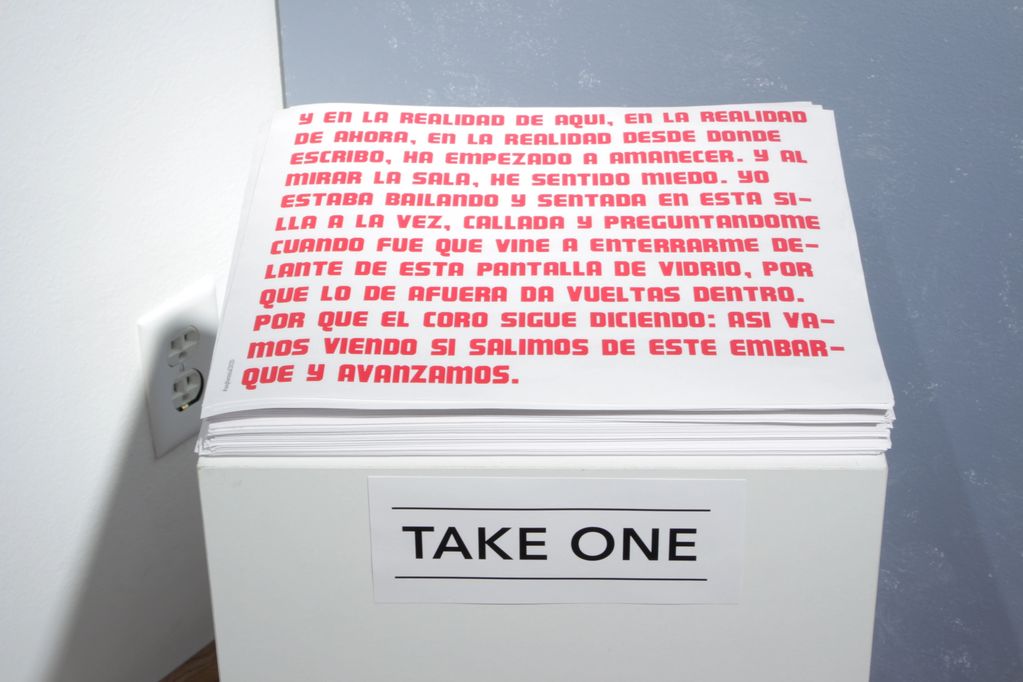 Y EN LA REALIDAD DE AQUI, EN LA REALIDAD
DE AHORA, EN LA REALIDAD DESDE DONDE
ESCRIBO, HA EMPEZADO A AMANECER. Y AL
MIRAR LA SALA, HE SENTIDO MIEDO. YO
ESTABA BAILANDO Y SENTADA EN ESTA SI-
LLA A LA VEZ, CALLADA Y PREGUNTANDOME
CUANDO FUE QUE VINE A ENTERRARME DE-
LANTE DE ESTA PANTALLA DE VIDRIO, POR
QUE LO DE AFUERA DA VUELTAS DENTRO.
POR QUE EL CORO SIGUE DICIENDO: ASI VA-
MOS VIENDO SI SALIMOS DE ESTE EMBAR-
QUE Y AVANZAMOS.
TAKE ONE